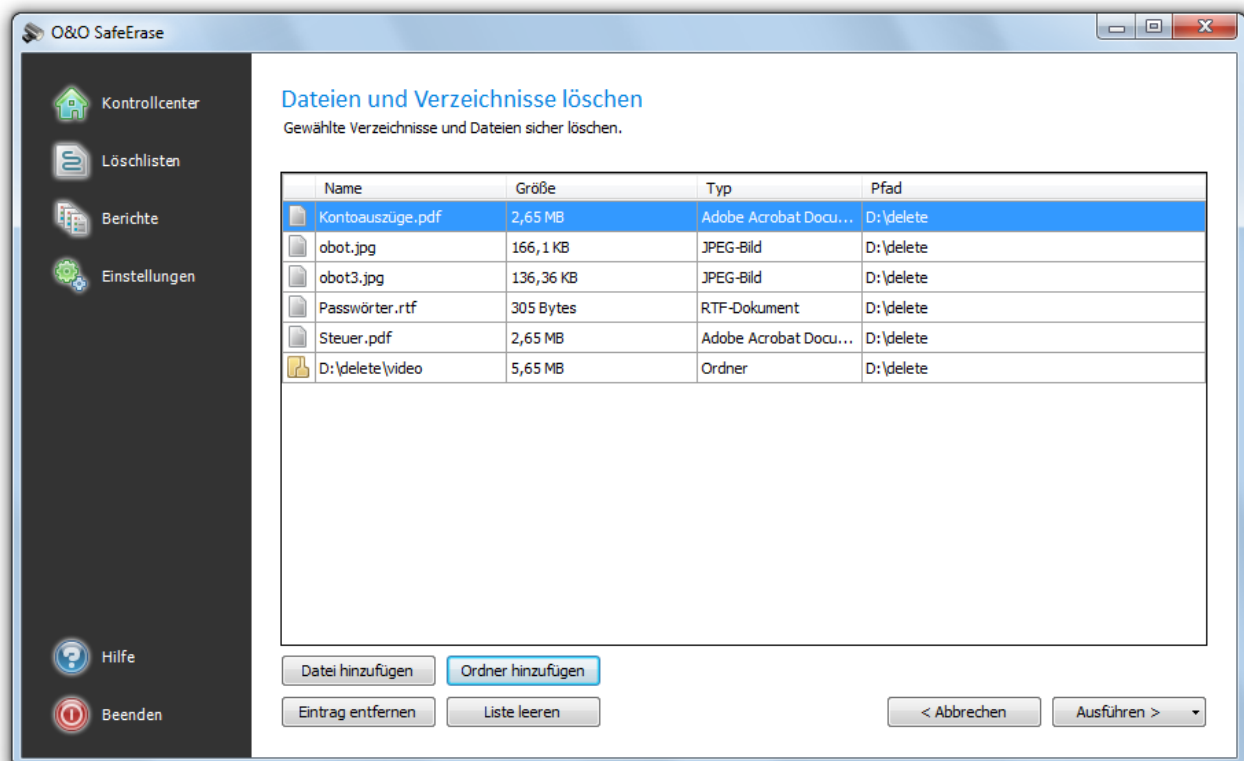 O&O SafeErase
Kontrollcenter
Löschlisten
Berichte
Einstellungen
Hilfe
Beenden
Dateien und Verzeichnisse löschen
Gewählte Verzeichnisse und Dateien sicher löschen.
Name Größe Typ Pfad
Kontoauszüge.pdf 2,65 MB Adobe Acrobat Docu... D:\delete
obot.jpg 166,1 KB JPEG-Bild D:\delete
obot3.jpg 136,36 KB JPEG-Bild D:\delete
Passwörter.rtf 305 Bytes RTF-Dokument D:\delete
Steuer.pdf 2,65 MB Adobe Acrobat Docu... D:\delete
D:\delete\video 5,65 MB Ordner D:\delete
Datei hinzufügen Ordner hinzufügen
Eintrag entfernen Liste leeren < Abbrechen Ausführen >